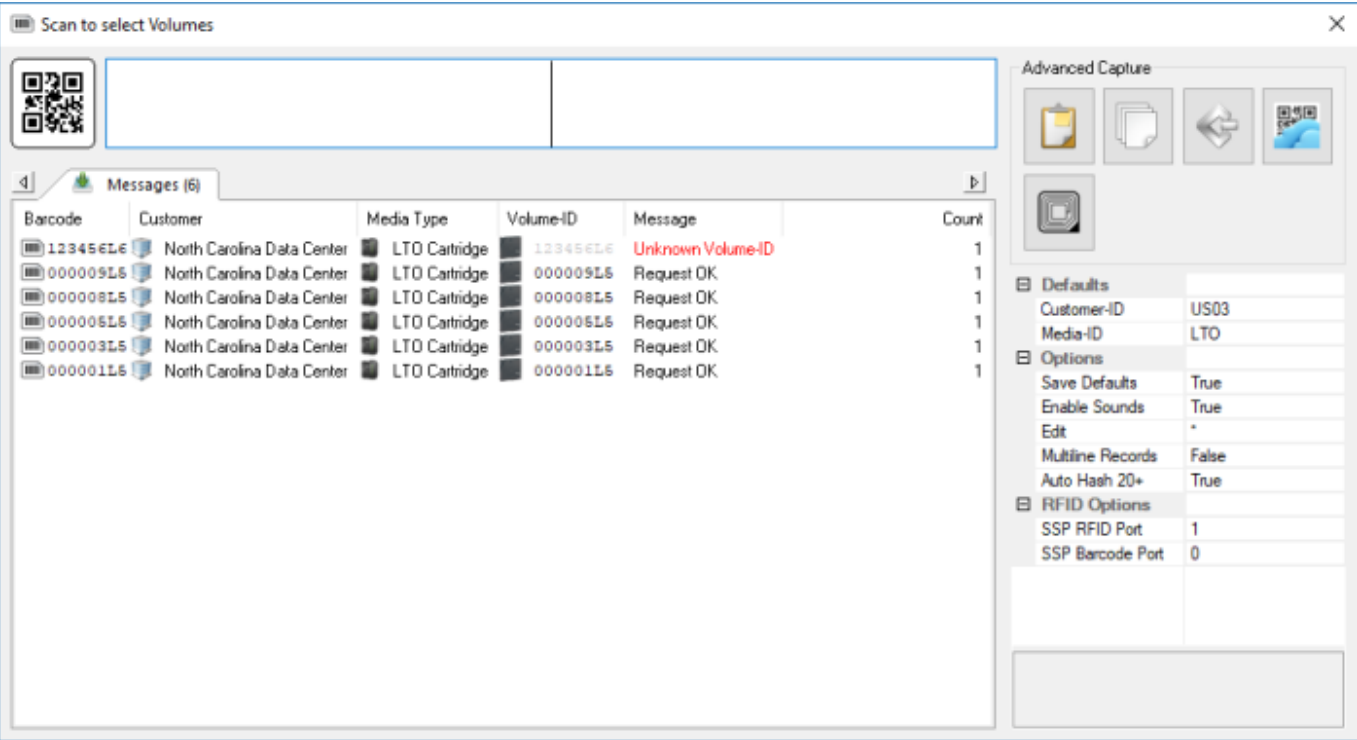 Scan to select Volumes
Advanced Capture
Messages (6)
Barcode Customer Media Type Volume-ID Message Count
123456L6 North Carolina Data Center LTO Cartridge 123456L6 Unknown Volume-ID 1
000009L5 North Carolina Data Center LTO Cartridge 000009L5 Request OK 1
000008L5 North Carolina Data Center LTO Cartridge 000008L5 Request OK 1
000005L5 North Carolina Data Center LTO Cartridge 000005L5 Request OK 1
000003L5 North Carolina Data Center LTO Cartridge 000003L5 Request OK 1
000001L5 North Carolina Data Center LTO Cartridge 000001L5 Request OK 1
Defaults
Customer-ID US03
Media-ID LTO
Options
Save Defaults True
Enable Sounds True
Edit *
Multiline Records False
Auto Hash 20+ True
RFID Options
SSP RFID Port 1
SSP Barcode Port 0